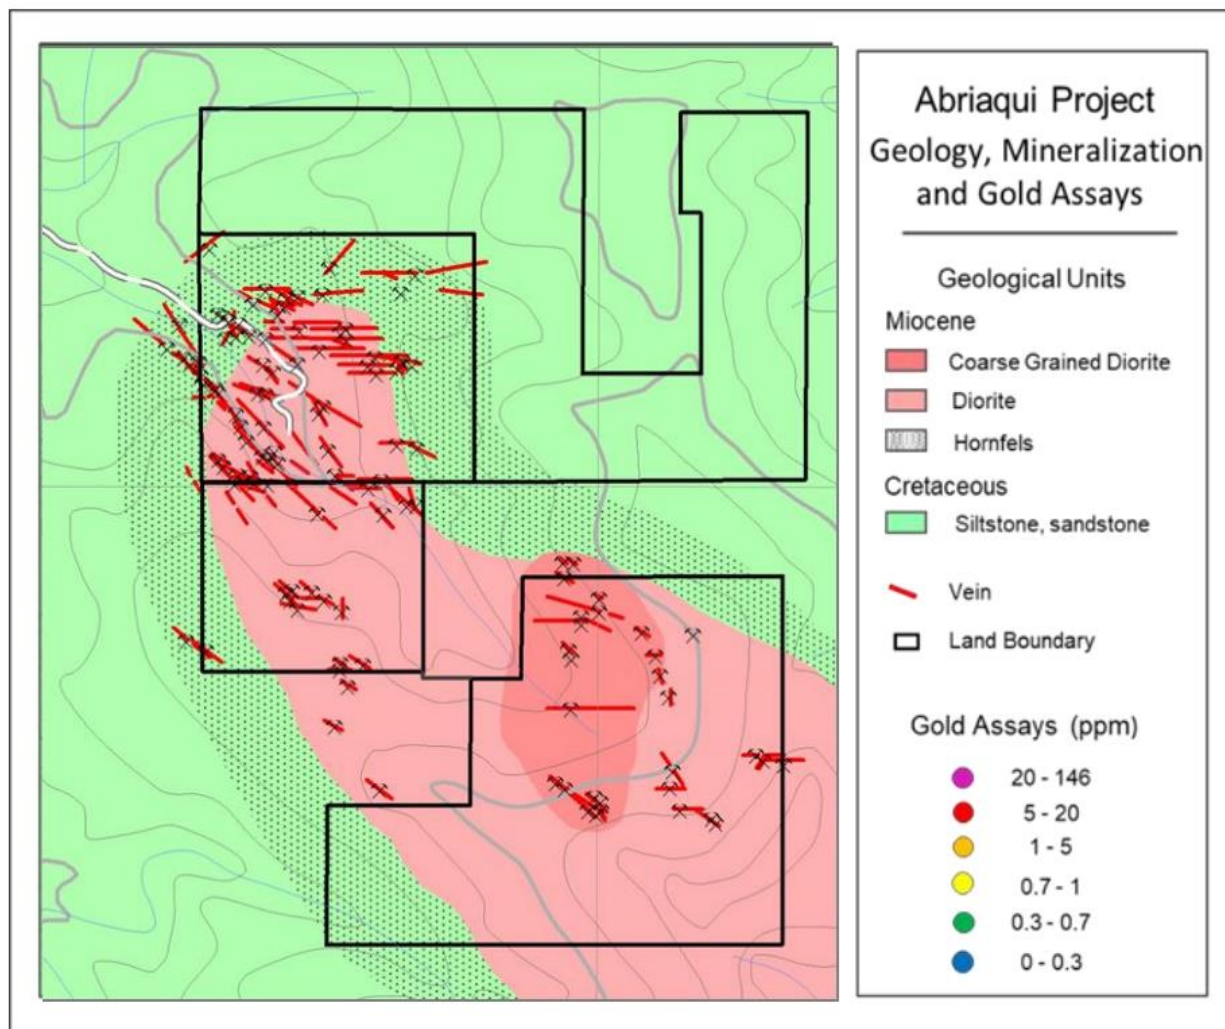 Abriaqui Project
Geology, Mineralization
and Gold Assays
Geological Units
Miocene
Coarse Grained Diorite
Diorite
Hornfels
Cretaceous
Siltstone, sandstone
Vein
Land Boundary
Gold Assays (ppm)
20 - 146
5 - 20
1 - 5
0.7 - 1
0.3 - 0.7
0 - 0.3